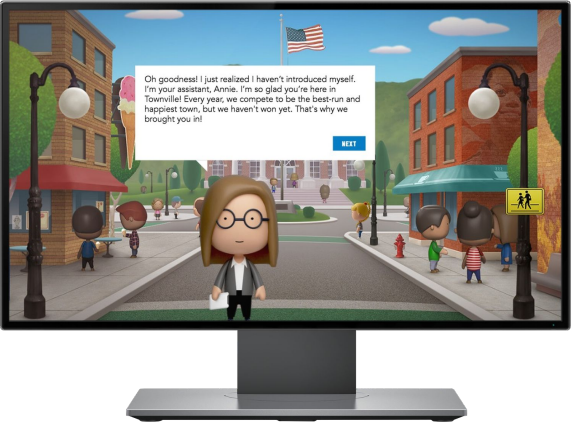 Oh goodness! I just realized I haven't introduced myself.
I'm your assistant, Annie. I'm so glad you're here in
Townville! Every year, we compete to be the best-run and
happiest town, but we haven't won yet. That's why we
brought you in!
NEXT